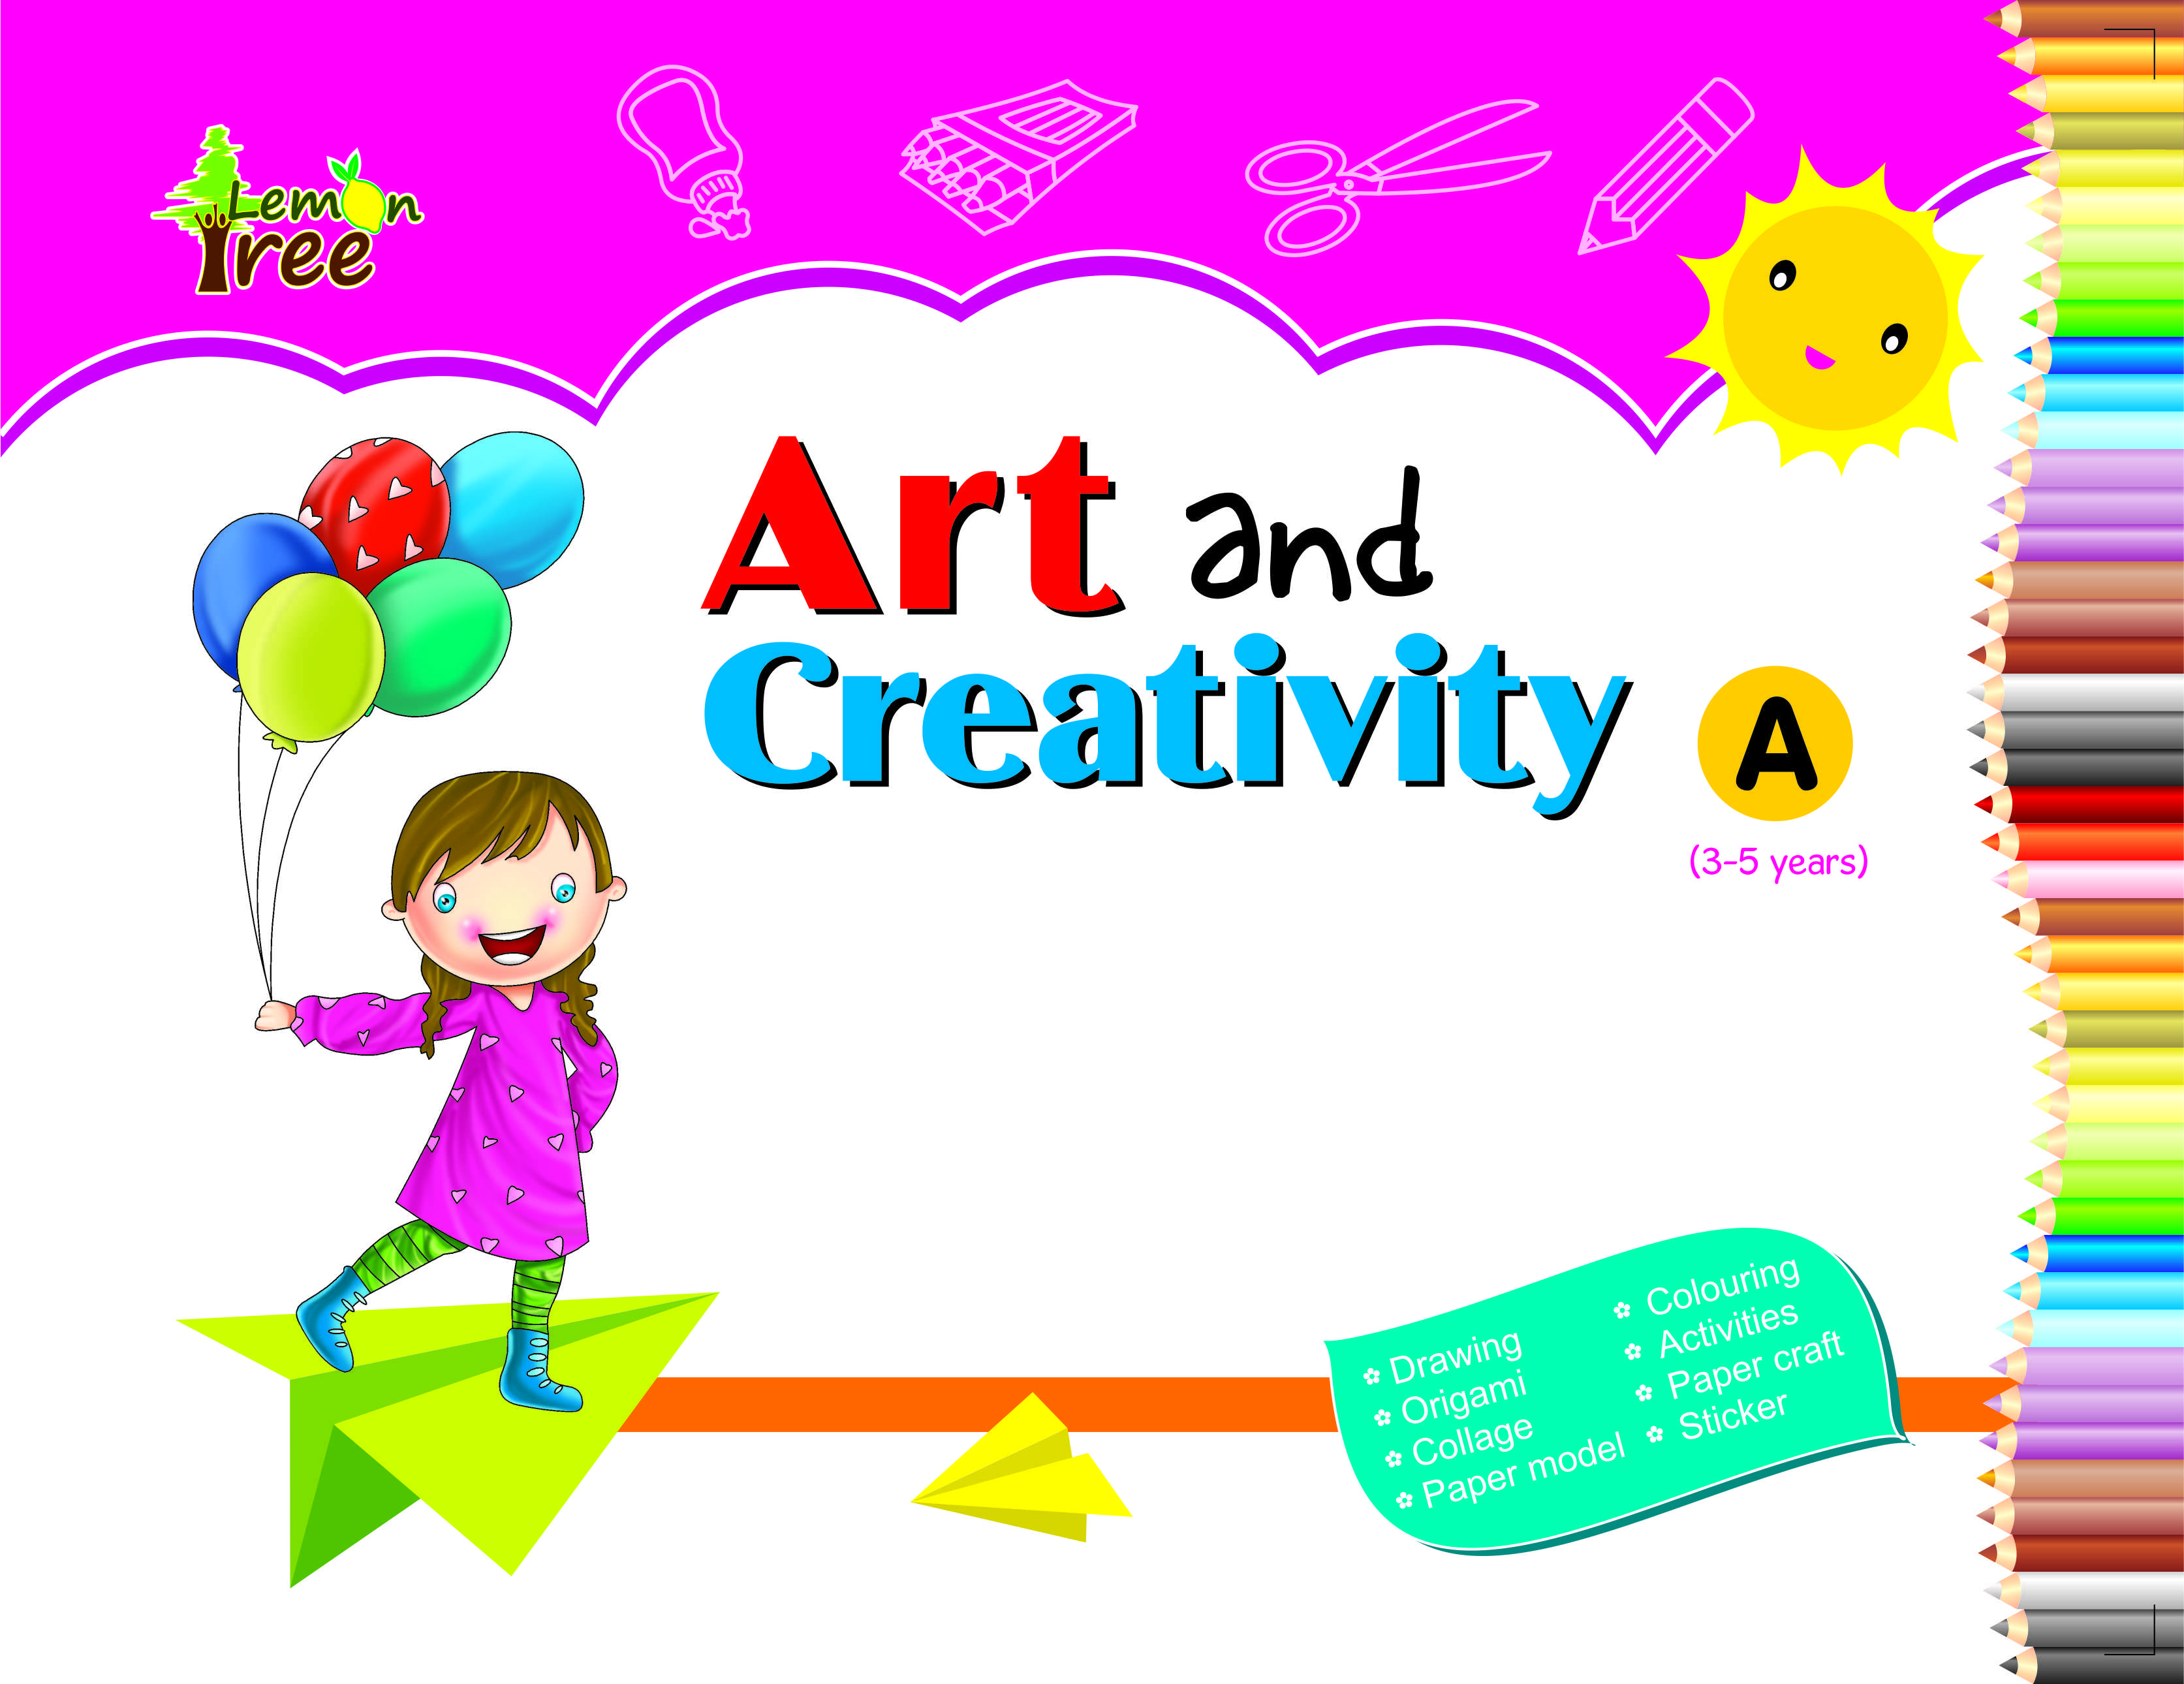 Lemon
Tree
Art and
Creativity
A
(3-5 years)
Drawing
Origami
Collage
Paper model
Colouring
Activities
Paper craft
Sticker